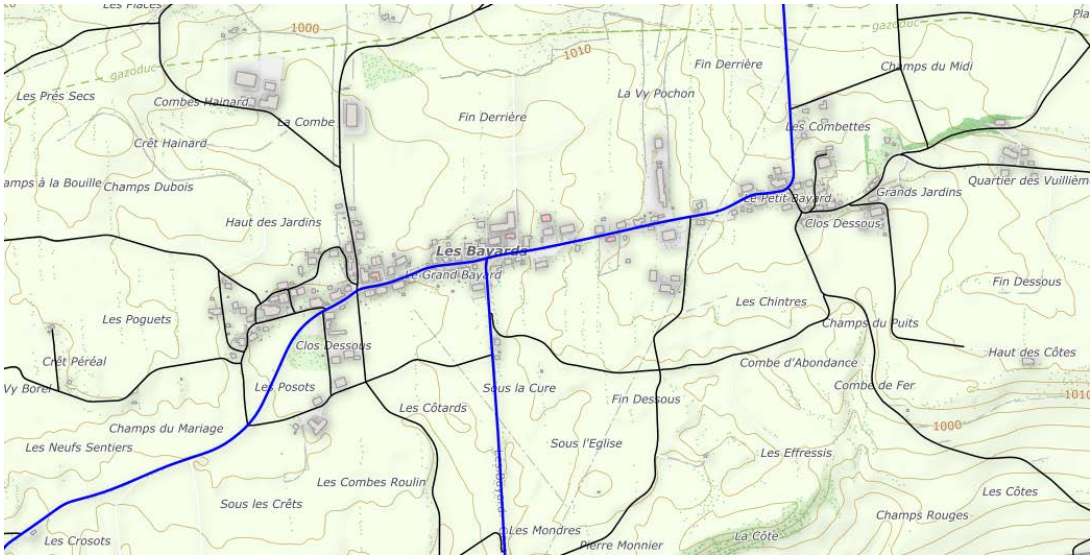 Les Places
1000
1010
Pla
gazoduc
gazoduc
Fin Derrière
Champs du Midi
Les Prés Secs
Combes Hainard
La Vy Pochon
La Combe
Fin Derrière
Les Combettes
Crêt Hainard
amps à la Bouille
Champs Dubois
Quartier des Vuillième
Grands Jardins
Le Petit Bayard
Haut des Jardins
Clos Dessous
Les Bayards
Le Grand Bayard
Fin Dessous
Les Chintres
Les Poguets
Champs du Puits
Clos Dessous
Haut des Côtes
Crêt Péréal
Combe d'Abondance
Vy Borel
Les Posots
Sous la Cure
Combe de Fer
1010
Fin Dessous
Les Côtards
Champs du Mariage
1000
Les Neufs Sentiers
Sous l'Eglise
Les Effressis
Les Combes Roulin
Les Côtes
Sous les Crêts
Champs Rouges
Les Mondres
La Côte
Les Crosots
Pierre Monnier